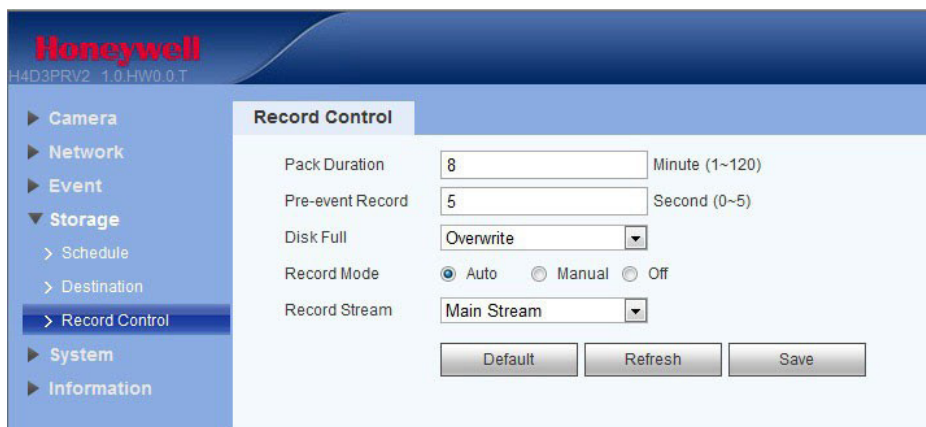 Honeywell
H4D3PRV2 1.0.HW0.0.T
Camera
Network
Event
Storage
Schedule
Destination
Record Control
System
Information
Record Control
Pack Duration 8 Minute (1~120)
Pre-event Record 5 Second (0~5)
Disk Full Overwrite
Record Mode Auto Manual Off
Record Stream Main Stream
Default Refresh Save